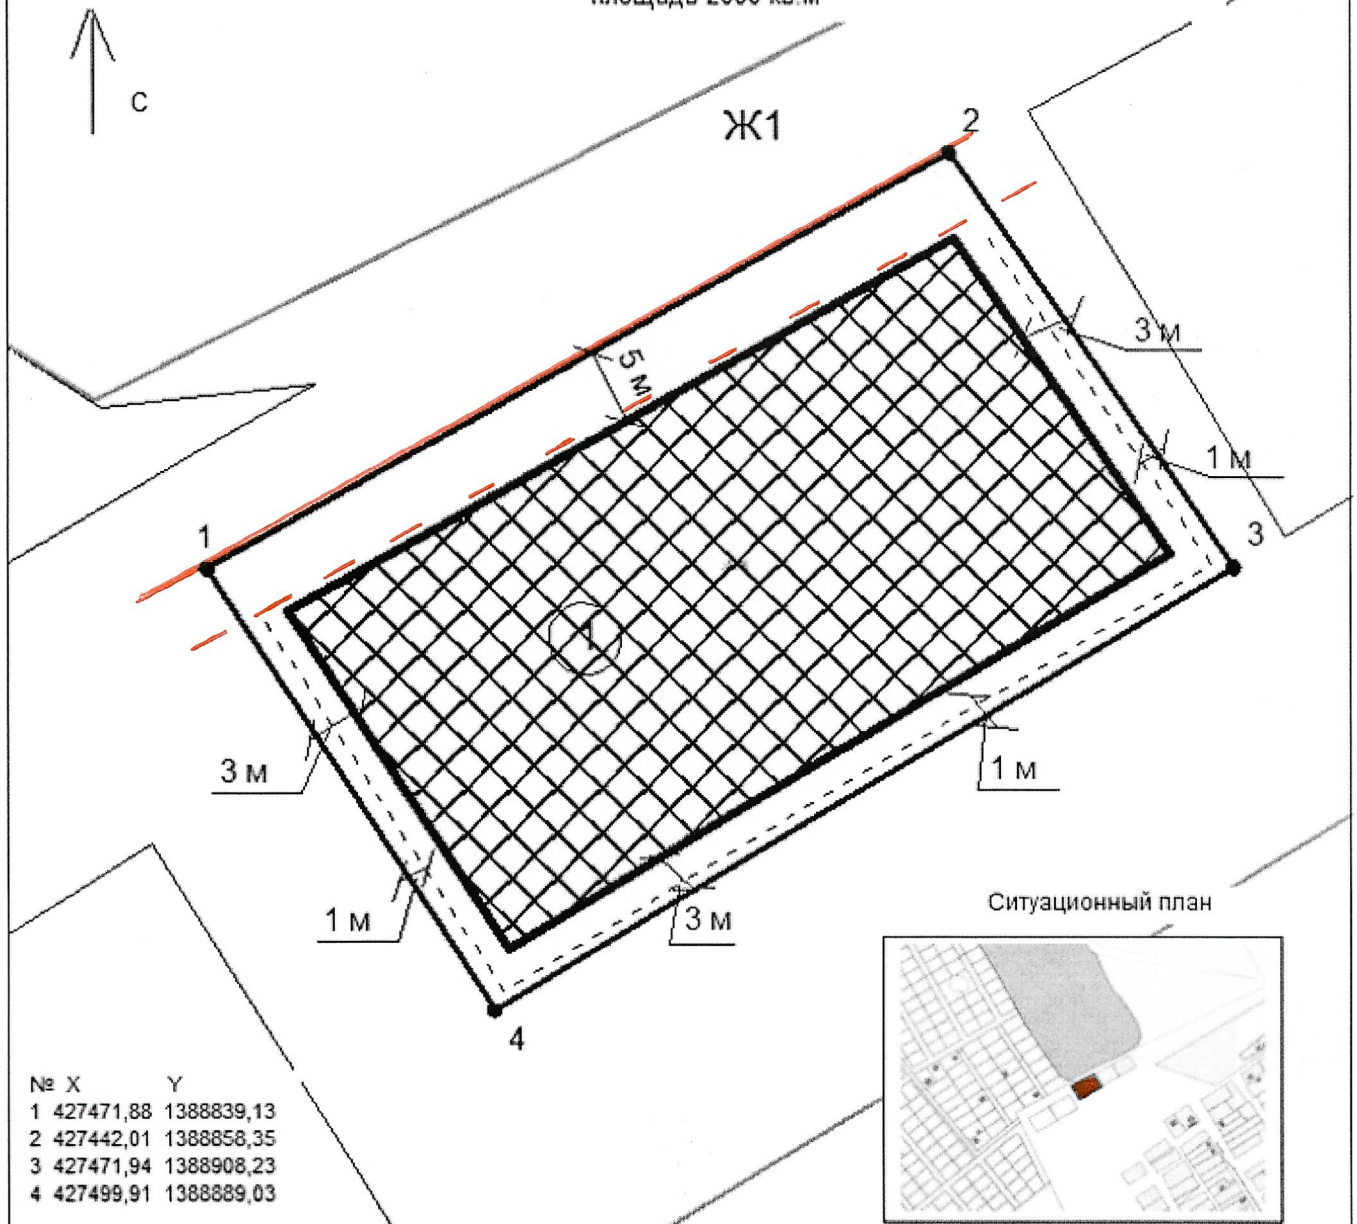 С
Ж1
2
5 м
3 м
1 м
1
3
1
3 м
1 м
1 м
3 м
4
Ситуационный план
№ X Y
1 427471,88 1388839,13
2 427442,01 1388858,35
3 427471,94 1388908,23
4 427499,91 1388889,03